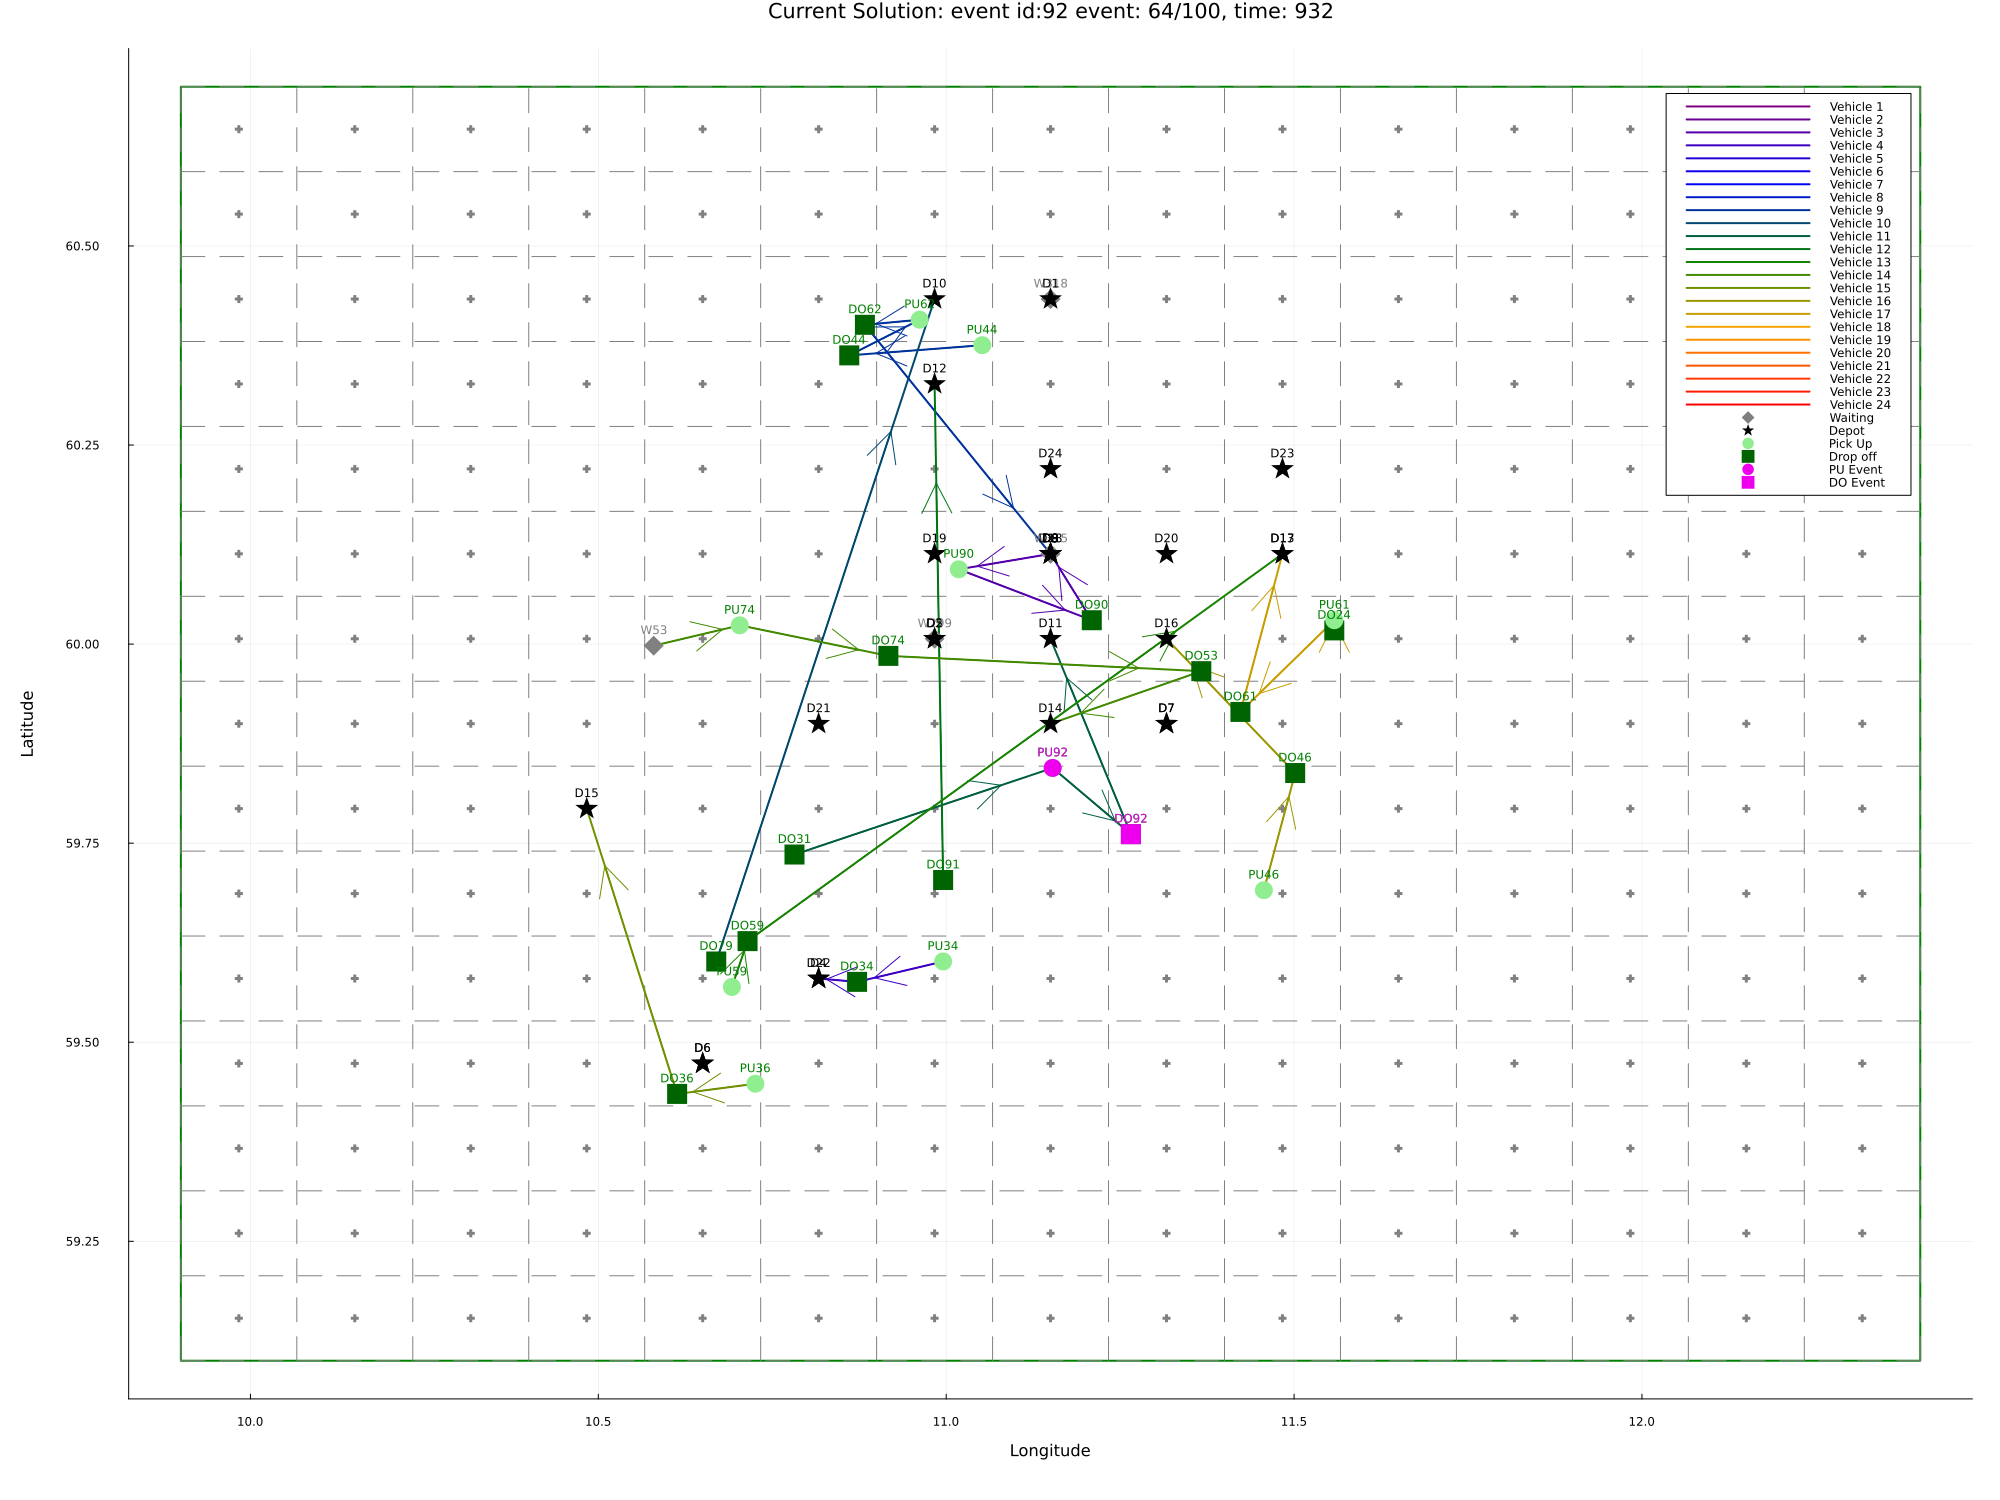 Current Solution: event id:92 event: 64/100, time: 932
Vehicle 1
Vehicle 2
Vehicle 3
Vehicle 4
Vehicle 5
Vehicle 6
Vehicle 7
Vehicle 8
Vehicle 9
Vehicle 10
Vehicle 11
Vehicle 12
Vehicle 13
Vehicle 14
Vehicle 15
Vehicle 16
Vehicle 17
Vehicle 18
Vehicle 19
Vehicle 20
Vehicle 21
Vehicle 22
Vehicle 23
Vehicle 24
Waiting
Depot
Pick Up
Drop off
PU Event
DO Event
60.50
60.25
60.00
59.75
59.50
59.25
Latitude
10.0
10.5
11.0
11.5
12.0
Longitude
D10
D1
DO62
PU44
DO44
D12
D24
D23
D19
D20
PU90
DO90
PU61
DO24
PU74
W53
DO74
D11
D16
DO53
DO61
D21
D14
D7
PU92
DO46
D15
DO92
DO31
DO91
PU46
DO59
DO79
PU59
PU34
DO34
D6
PU36
DO36